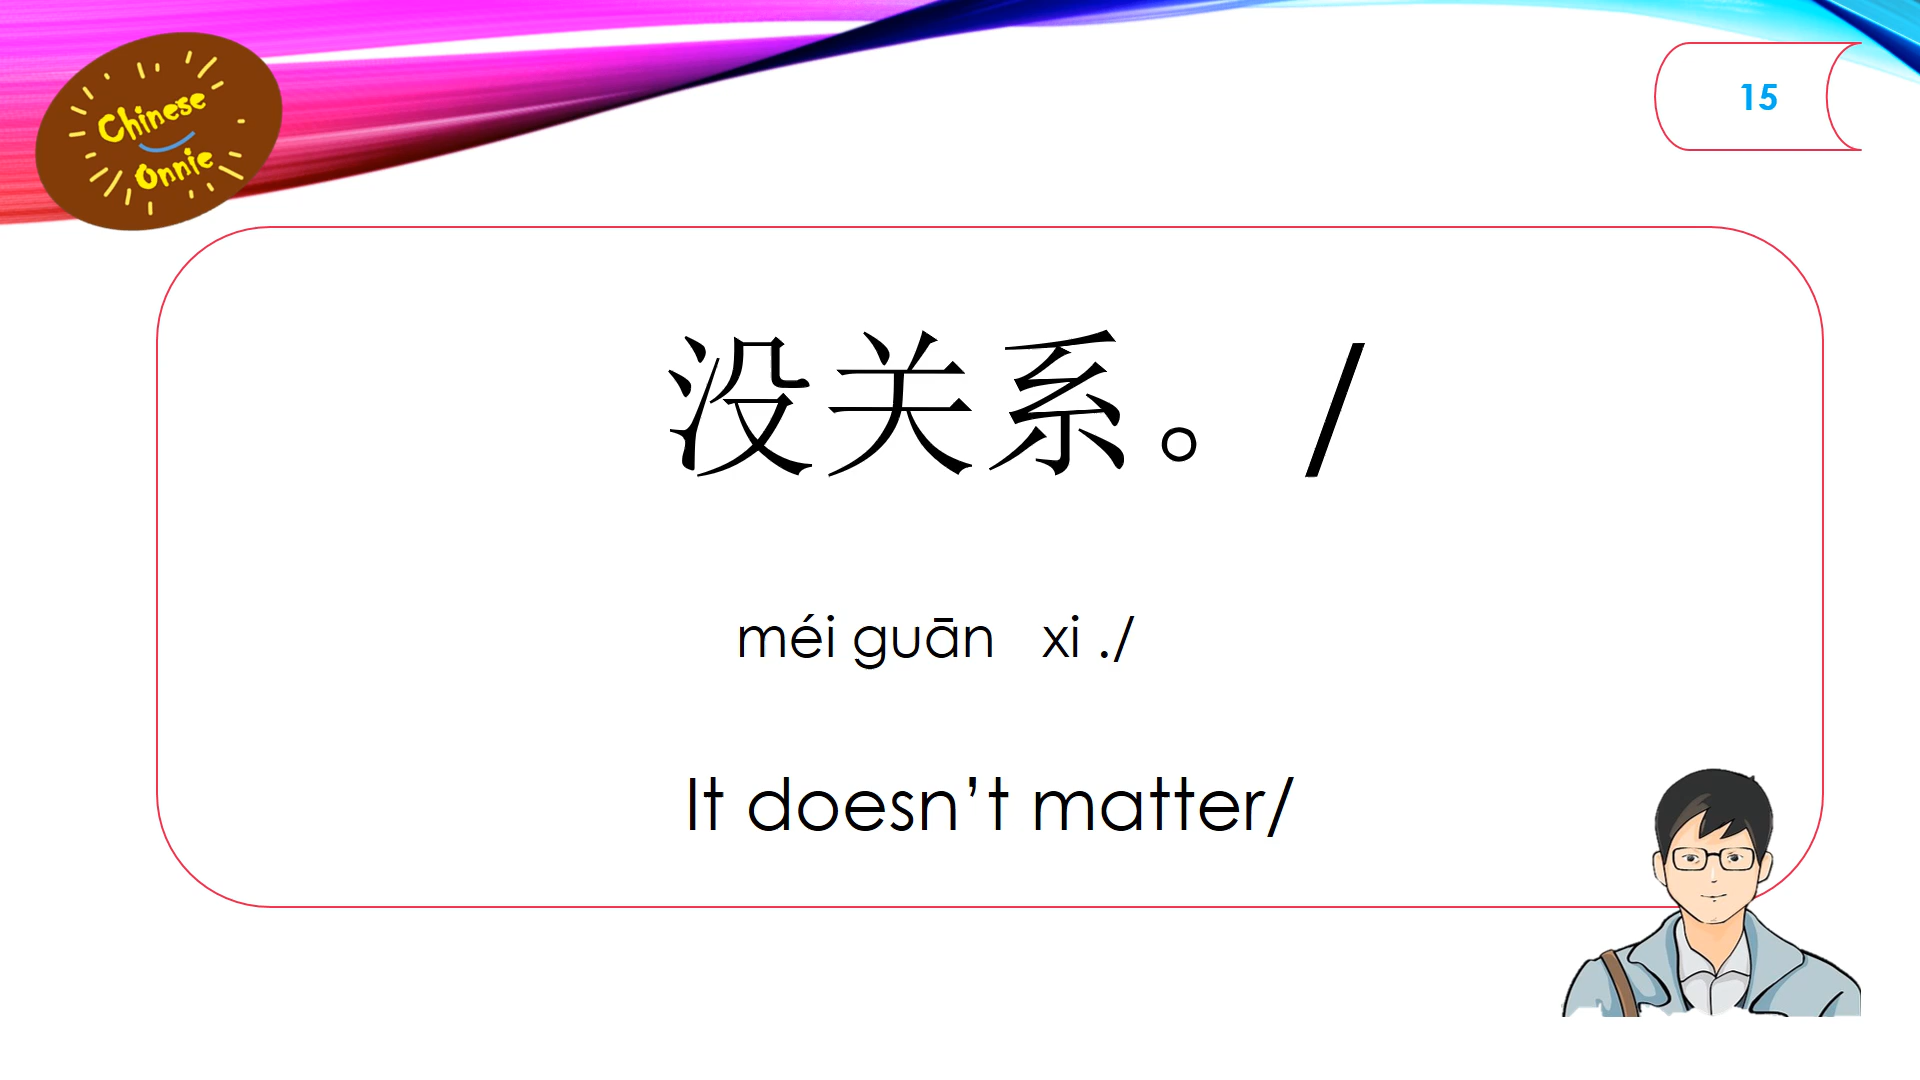 Chinese
Onnie
15
没关系。/
méi guān xi ./
It doesn’t matter/